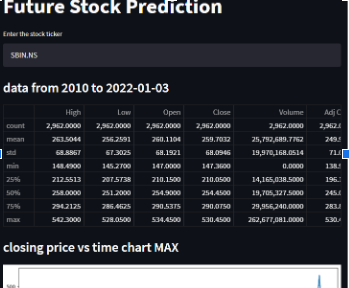 Future Stock Prediction
Enter the stock ticker
SBIN.NS
data from 2010 to 2022-01-03
High Low Open Close Volume Adj C
count 2,962.0000 2,962.0000 2,962.0000 2,962.0000 2,962.0000 2,962.0
mean 263.5044 256.2591 260.1104 259.7032 25,792,689.7762 249.
std 68.8867 67.3025 68.1921 68.0946 19,970,168.0514 71.
min 148.4900 145.2700 147.0000 147.3600 0.0000 138.
25% 212.5513 207.5738 210.1500 210.0500 14,165,038.5000 196.
50% 258.0000 251.2000 254.9000 254.4500 19,705,327.5000 245.
75% 294.2125 286.4625 290.5375 290.0750 29,956,240.0000 283.
max 542.3000 528.0500 534.4500 530.4500 262,677,081.0000 530.
closing price vs time chart MAX
500